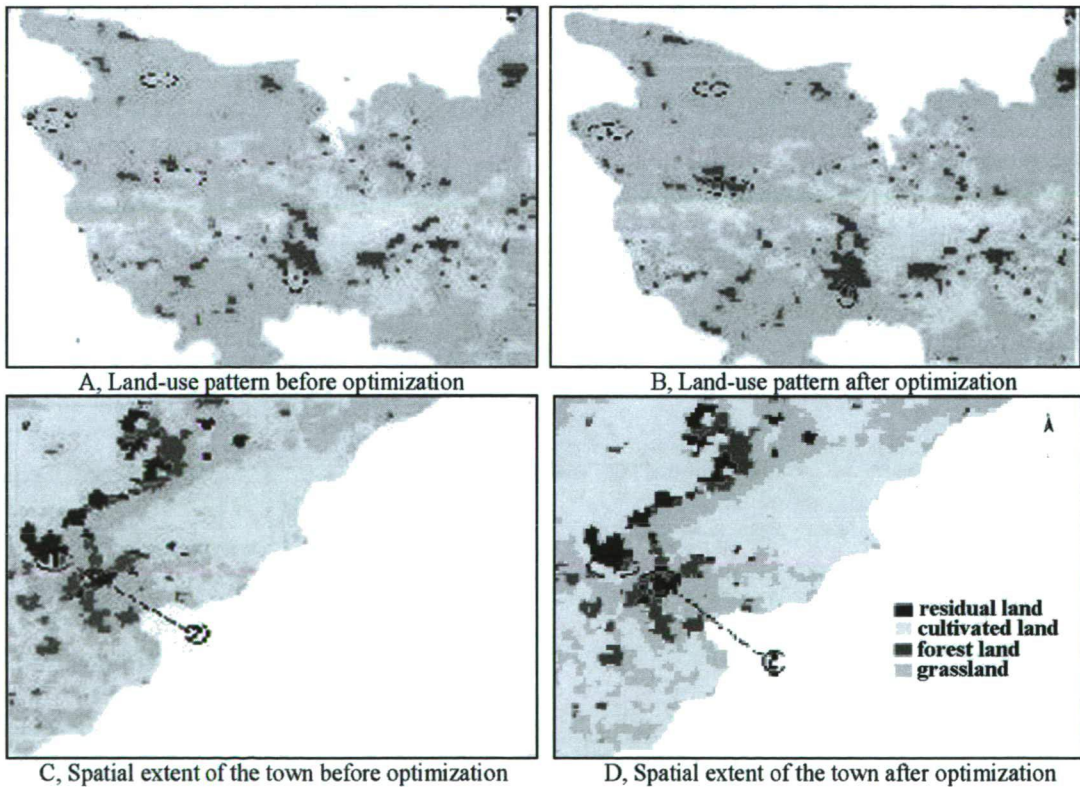 A, Land-use pattern before optimization
B, Land-use pattern after optimization
residual land
cultivated land
forest land
grassland
C, Spatial extent of the town before optimization
D, Spatial extent of the town after optimization